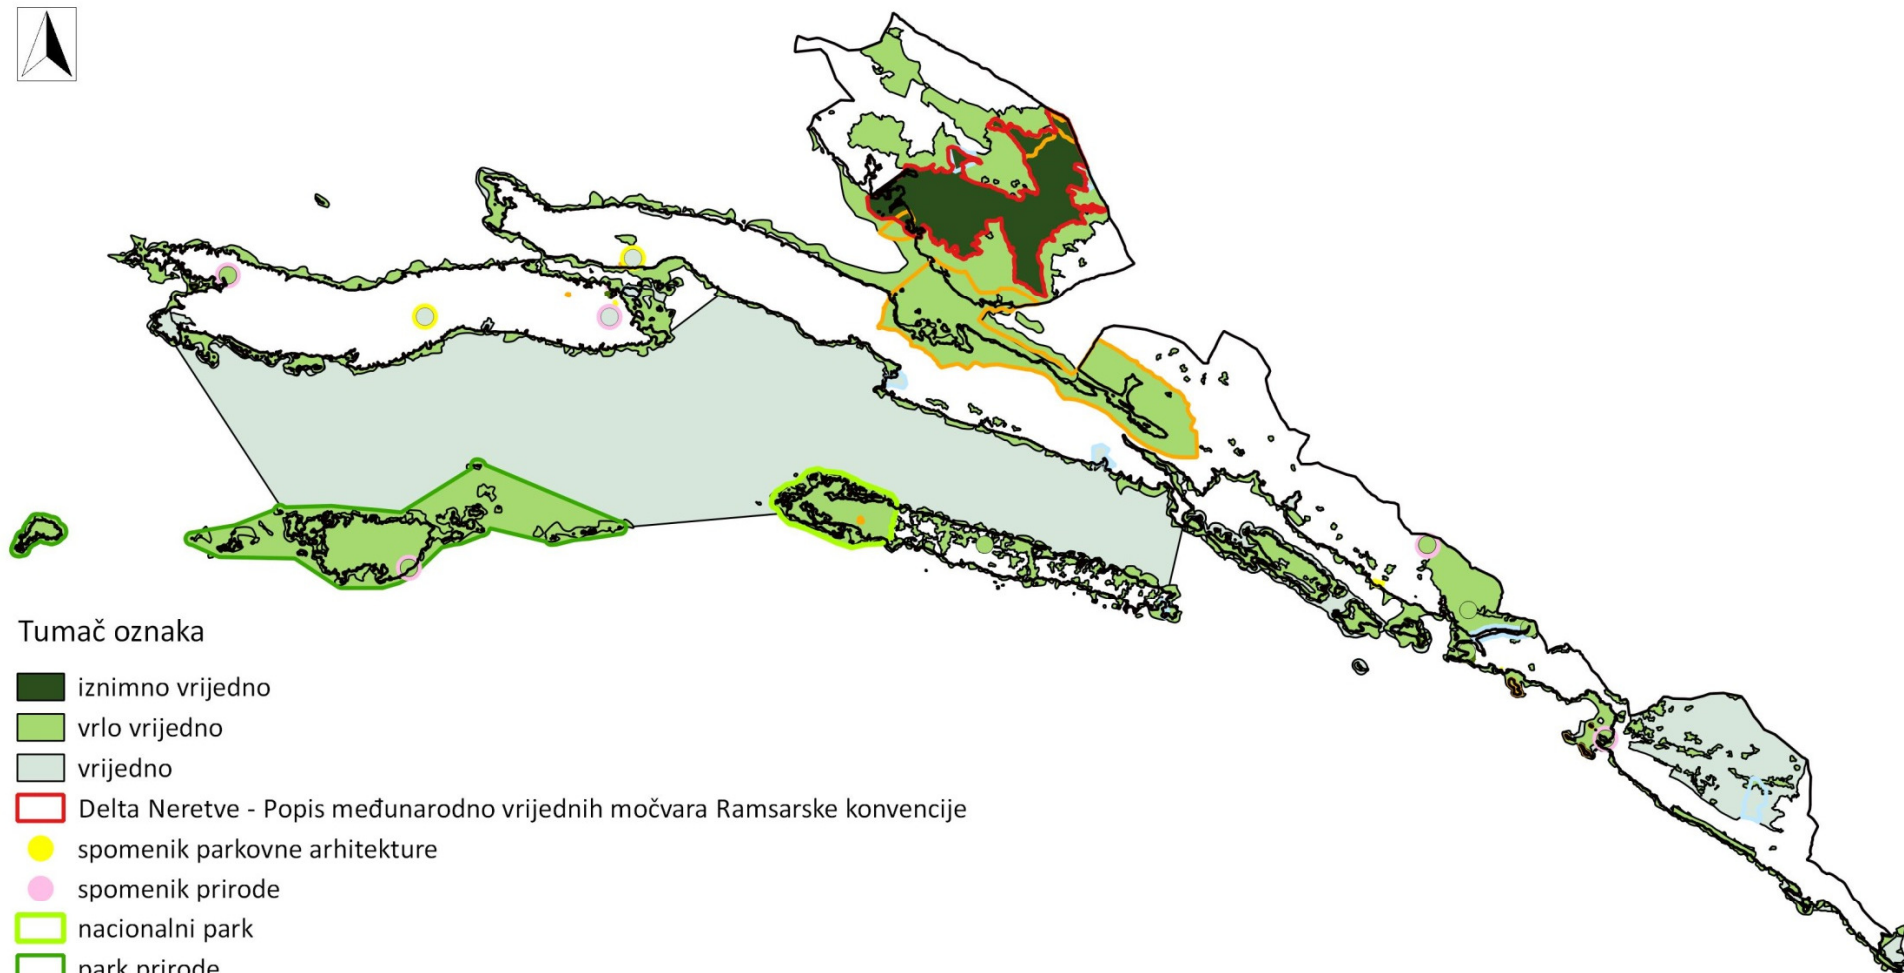 Tumač oznaka
iznimno vrijedno
vrlo vrijedno
vrijedno
Delta Neretve - Popis međunarodno vrijednih močvara Ramsarske konvencije
spomenik parkovne arhitekture
spomenik prirode
nacionalni park
park prirode